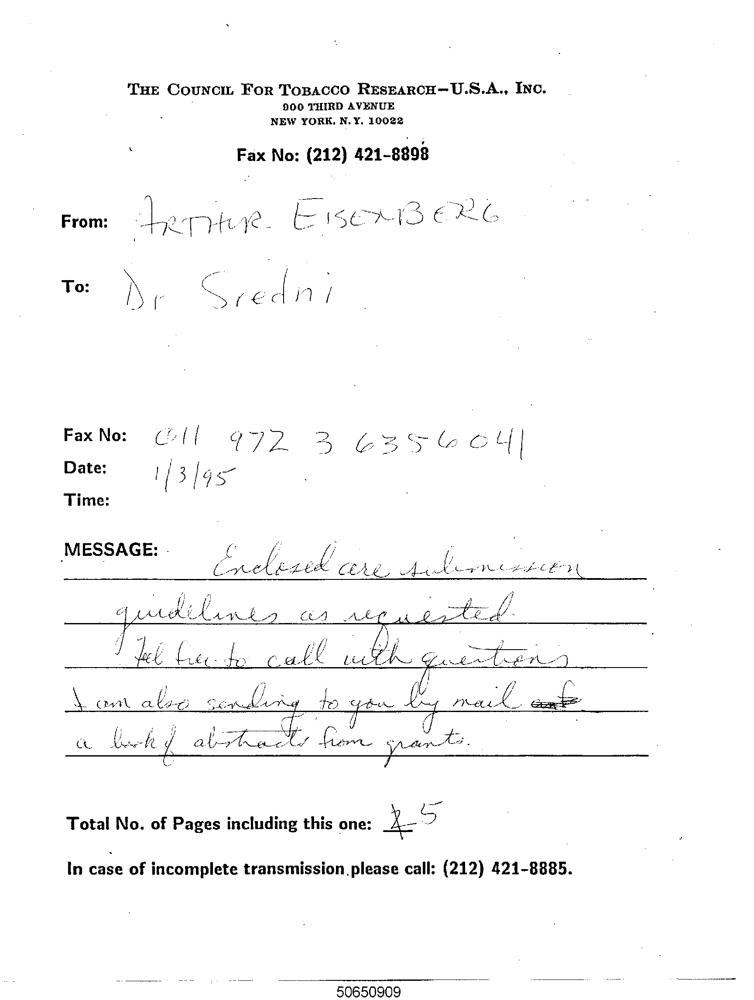 THE COUNCIL FOR TOBACCO RESEARCH—U.S.A., INC.
900 THIRD AVENUE
NEW YORK, N.Y. 10022
Fax No: (212) 421-8898
From: ARTHUR EISENBERG
To: Dr Sredni
Fax No: 011 972 3 6356041
Date: 1/3/95
Time:
MESSAGE: Enclosed are submission
guidelines as requested.
Feel free to call with questions
I am also sending to you by mail
a book of abstracts from grants.
Total No. of Pages including this one: 5
In case of incomplete transmission please call: (212) 421-8885.
50650909